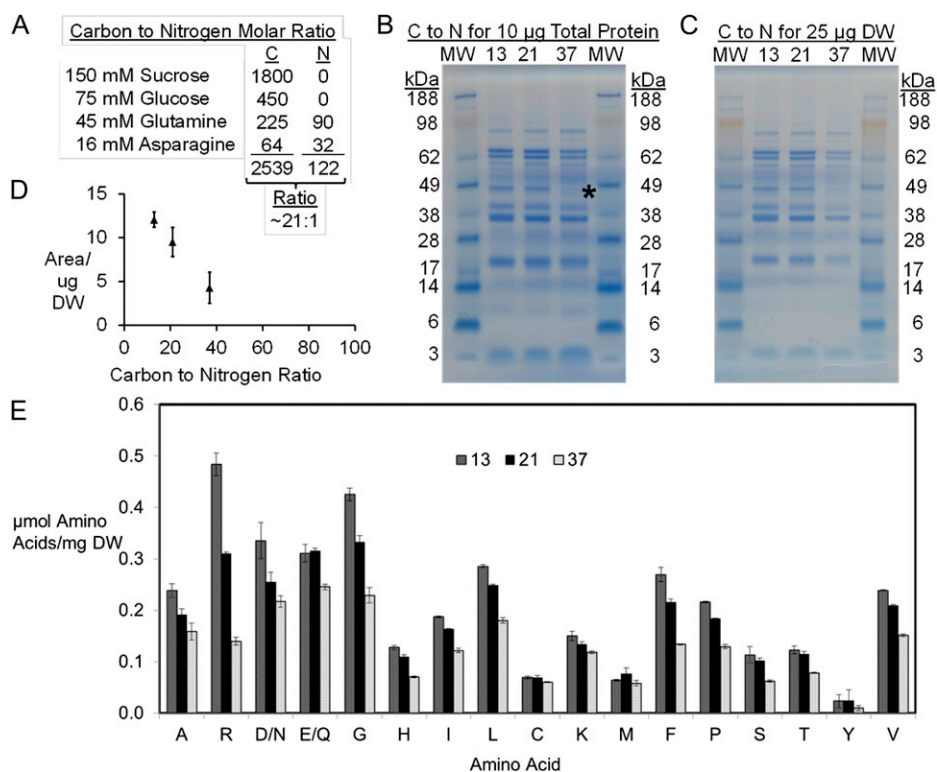 A
Carbon to Nitrogen Molar Ratio
C N
150 mM Sucrose 1800 0
75 mM Glucose 450 0
45 mM Glutamine 225 90
16 mM Asparagine 64 32
2539 122
Ratio
~21:1
B
C to N for 10 µg Total Protein
MW 13 21 37 MW
kDa kDa
188 188
98 98
62 62
49 * 49
38 38
28 28
17 17
14 14
6 6
3 3
C
C to N for 25 µg DW
MW 13 21 37 MW
kDa kDa
188 188
98 98
62 62
49 49
38 38
28 28
17 17
14 14
6 6
3 3
D
Area/
ug
DW
15
10
5
0
0 20 40 60 80 100
Carbon to Nitrogen Ratio
E
µmol Amino
Acids/mg DW
0.6
0.5
0.4
0.3
0.2
0.1
0.0
13 21 37
A R D/N E/Q G H I L C K M F P S T Y V
Amino Acid